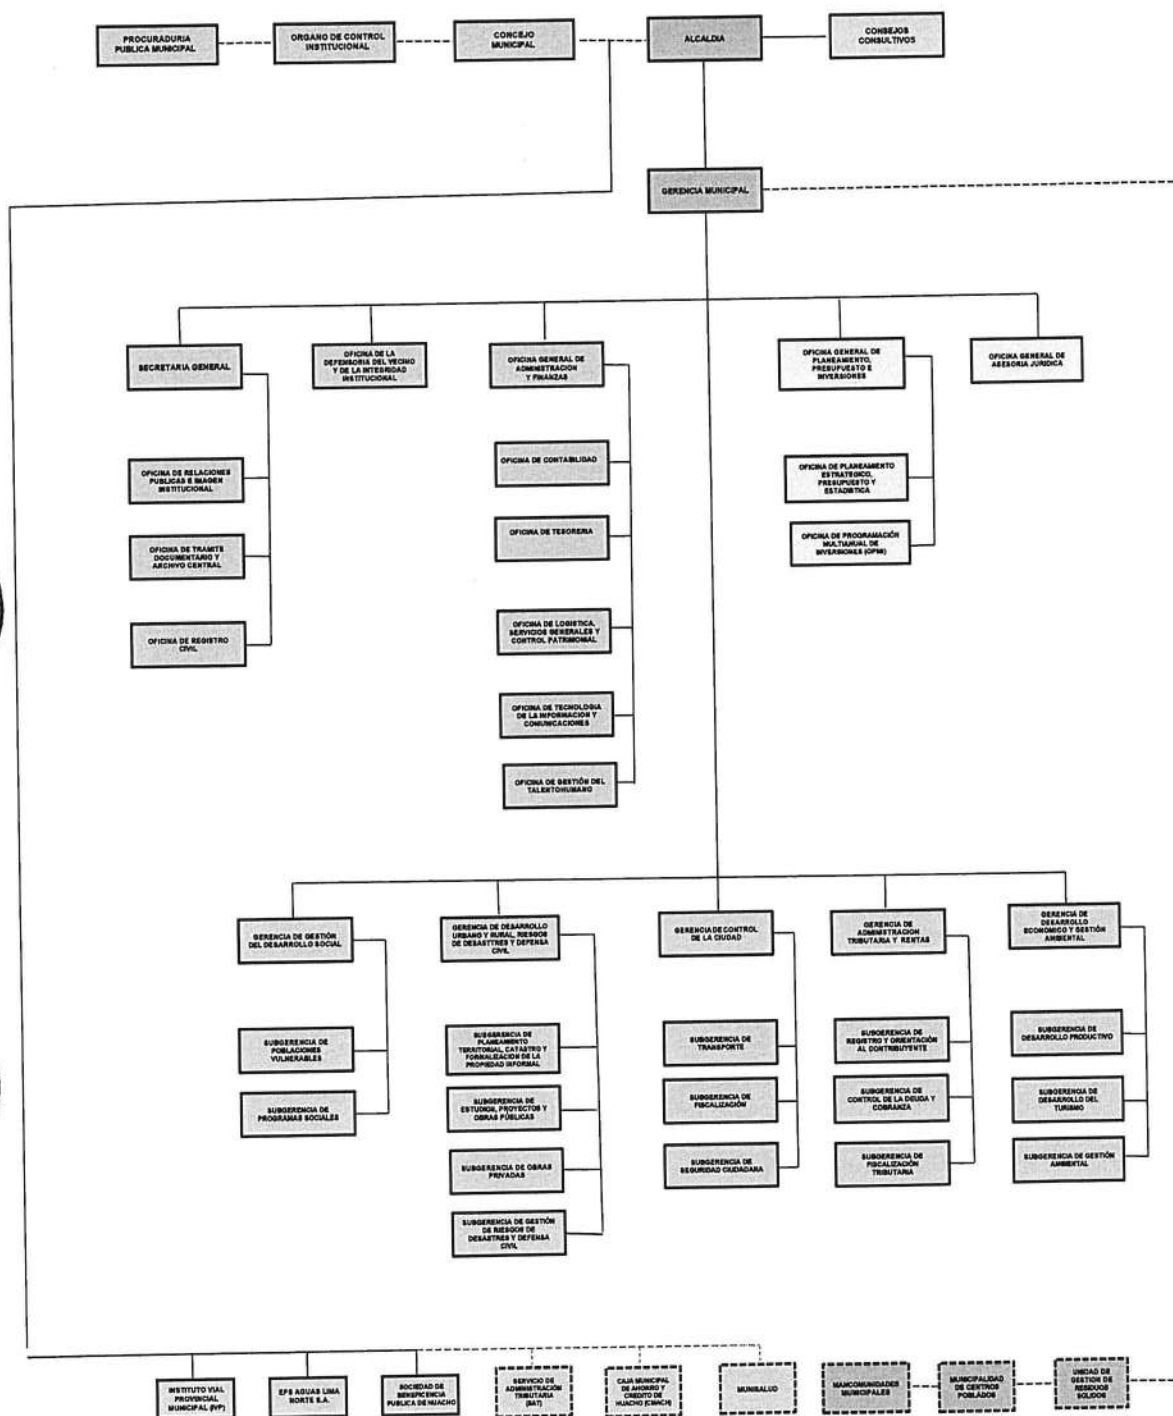 PROCURADURIA
PUBLICA MUNICIPAL
ORGANO DE CONTROL
INSTITUCIONAL
CONCEJO
MUNICIPAL
ALCALDIA
CONSEJOS
CONSULTIVOS
GERENCIA MUNICIPAL
SECRETARIA GENERAL
OFICINA DE LA
DEFENSORIA DEL VECINO
Y DE LA INTEGRIDAD
INSTITUCIONAL
OFICINA GENERAL DE
ADMINISTRACION
Y FINANZAS
OFICINA GENERAL DE
PLANEAMIENTO,
PRESUPUESTO E
INVERSIONES
OFICINA GENERAL DE
ASESORIA JURIDICA
OFICINA DE RELACIONES
PUBLICAS E IMAGEN
INSTITUCIONAL
OFICINA DE TRAMITE
DOCUMENTARIO Y
ARCHIVO CENTRAL
OFICINA DE REGISTRO
CIVIL
OFICINA DE CONTABILIDAD
OFICINA DE TESORERIA
OFICINA DE LOGISTICA,
SERVICIOS GENERALES Y
CONTROL PATRIMONIAL
OFICINA DE TECNOLOGIA
DE LA INFORMACION Y
COMUNICACIONES
OFICINA DE GESTIÓN DEL
TALENTOHUMANO
OFICINA DE PLANEAMIENTO
ESTRATEGICO,
PRESUPUESTO Y
ESTADISTICA
OFICINA DE PROGRAMACIÓN
MULTIANUAL DE
INVERSIONES (OPMI)
GERENCIA DE GESTIÓN
DEL DESARROLLO SOCIAL
GERENCIA DE DESARROLLO
URBANO Y RURAL, RIESGOS
DE DESASTTRES Y DEFENSA
CIVIL
GERENCIA DE CONTROL
DE LA CIUDAD
GERENCIA DE
ADMINISTRACION
TRIBUTARIA Y RENTAS
GERENCIA DE
DESARROLLO
ECONOMICO Y GESTIÓN
AMBIENTAL
SUBGERENCIA DE
POBLACIONES
VULNERABLES
SUBGERENCIA DE
PROGRAMAS SOCIALES
SUBGERENCIA DE
PLANEAMIENTO
TERRITORIAL, CATASTRO Y
FORMALIZACION DE LA
PROPIEDAD INFORMAL
SUBGERENCIA DE
ESTUDIOS, PROYECTOS Y
OBRAS PÚBLICAS
SUBGERENCIA DE OBRAS
PRIVADAS
SUBGERENCIA DE GESTIÓN
DE RIESGOS DE
DESASTRES Y DEFENSA
CIVIL
SUBGERENCIA DE
TRANSPORTE
SUBGERENCIA DE
FISCALIZACIÓN
SUBGERENCIA DE
SEGURIDAD CIUDADANA
SUBGERENCIA DE
REGISTRO Y ORIENTACIÓN
AL CONTRIBUYENTE
SUBGERENCIA DE
CONTROL DE LA DEUDA Y
COBRANZA
SUBGERENCIA DE
FISCALIZACIÓN
TRIBUTARIA
SUBGERENCIA DE
DESARROLLO PRODUCTIVO
SUBGERENCIA DE
DESARROLLO DEL
TURISMO
SUBGERENCIA DE GESTIÓN
AMBIENTAL
INSTITUTO VIAL
PROVINCIAL
MUNICIPAL (IVP)
EPS AGUAS LIMA
NORTE S.A.
SOCIEDAD DE
BENEFICENCIA
PUBLICA DE HUACHO
SERVICIO DE
ADMINISTRACIÓN
TRIBUTARIA
(SAT)
CAJA MUNICIPAL
DE AHORRO Y
CREDITO DE
HUACHO (CMACH)
MUNISALUD
MANCOMUNIDADES
MUNICIPALES
MUNICIPALIDAD
DE CENTROS
POBLADOS
UNIDAD DE
GESTION DE
RESIDUOS
SOLIDOS